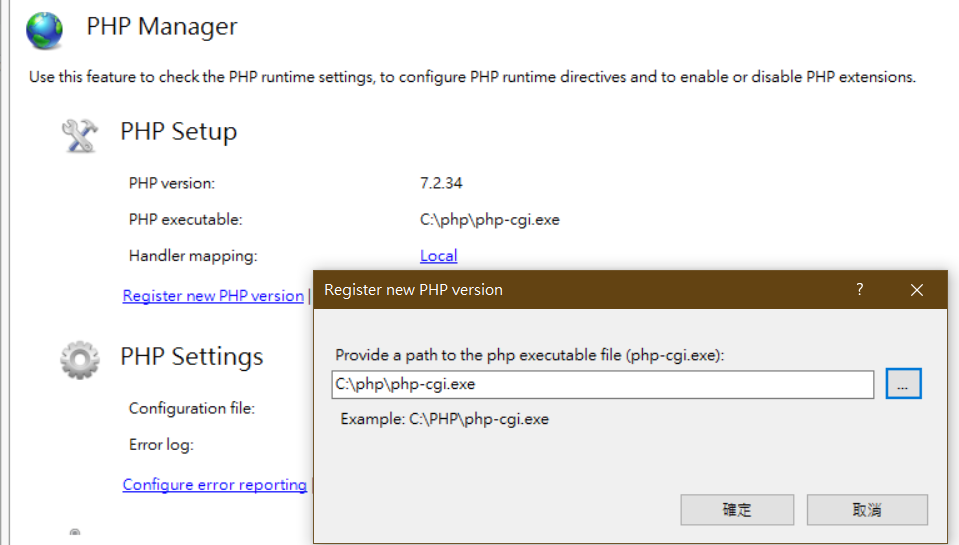 PHP Manager
Use this feature to check the PHP runtime settings, to configure PHP runtime directives and to enable or disable PHP extensions.
PHP Setup
PHP version: 7.2.34
PHP executable: C:\php\php-cgi.exe
Handler mapping: Local
Register new PHP version |
PHP Settings
Configuration file:
Error log:
Configure error reporting
Register new PHP version ?
Provide a path to the php executable file (php-cgi.exe):
C:\php\php-cgi.exe ...
Example: C:\PHP\php-cgi.exe
確定 取消